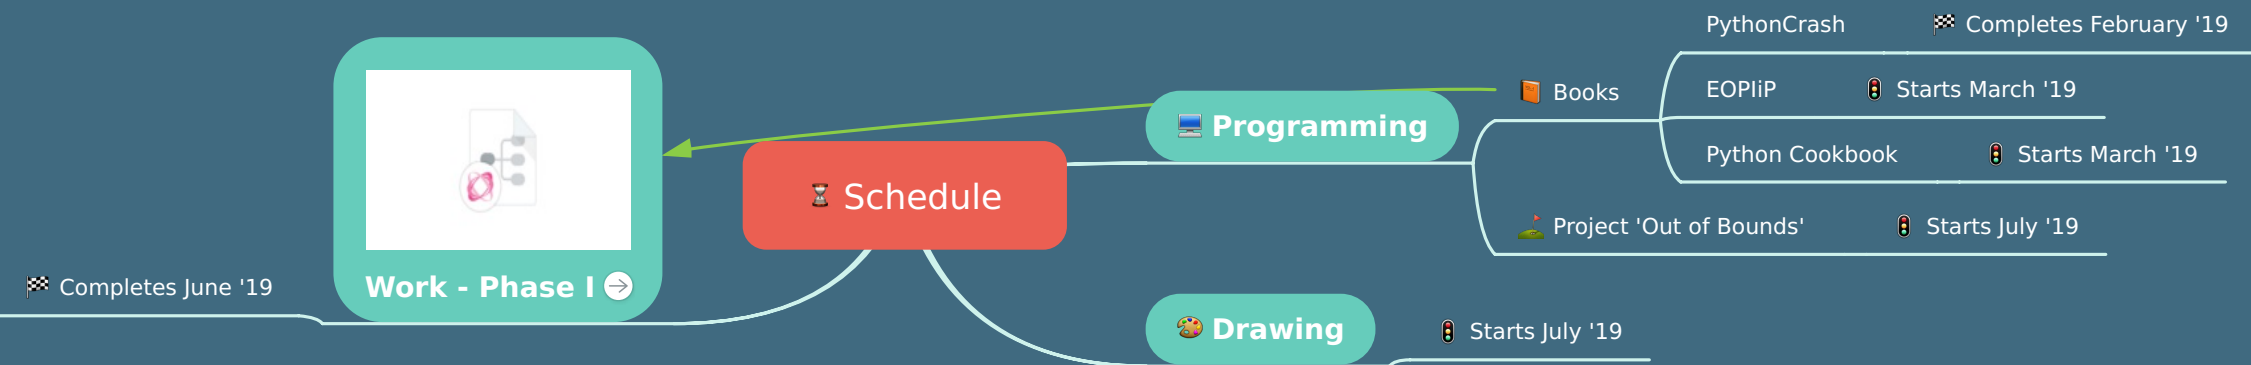 PythonCrash
Completes February '19
EOPIiP
Starts March '19
Books
Programming
Python Cookbook
Starts March '19
Schedule
Project 'Out of Bounds'
Starts July '19
Work - Phase I
Completes June '19
Drawing
Starts July '19